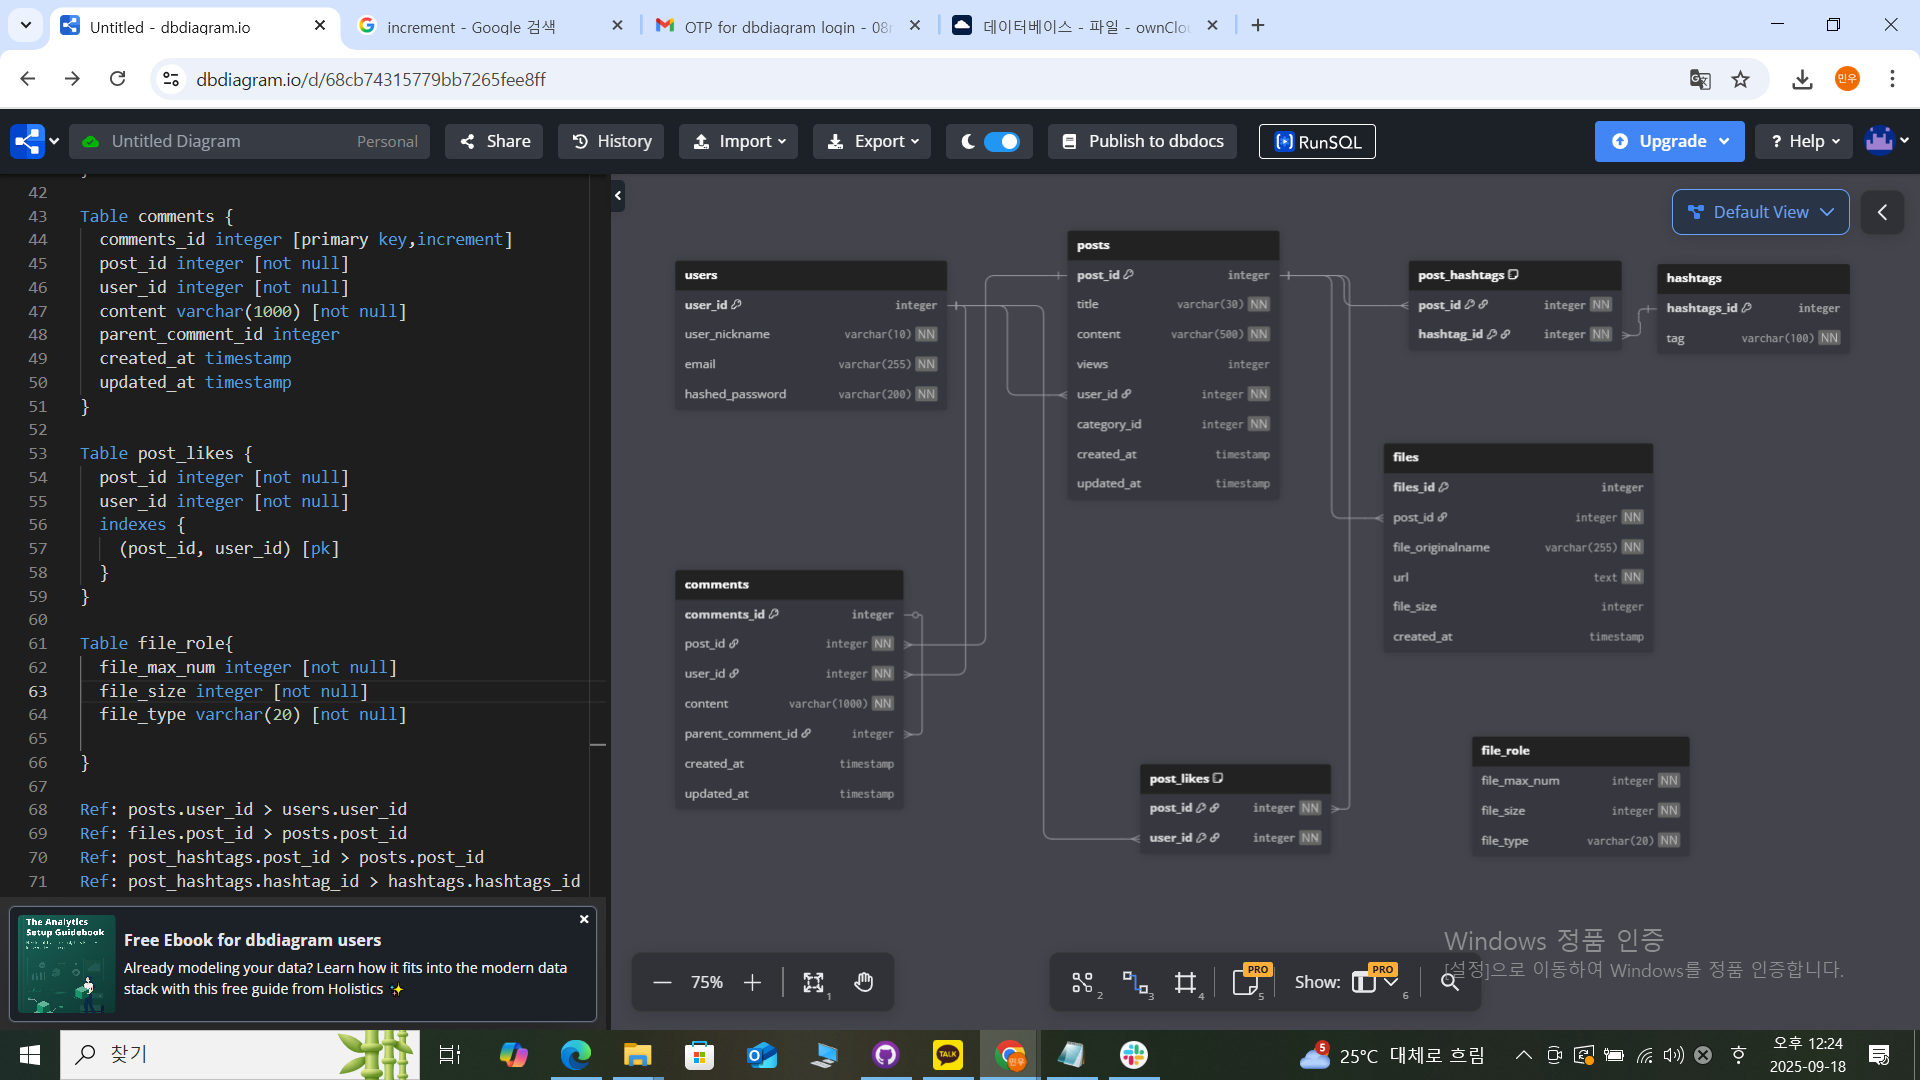 Untitled - dbdiagram.io
increment - Google 검색
OTP for dbdiagram login - 08
데이터베이스 - 파일 - ownClo
dbdiagram.io/d/68cb74315779bb7265fee8ff
민우
Untitled Diagram
Personal
Share
History
Import
Export
Publish to dbdocs
RunSQL
Upgrade
? Help
}
42
43 Table comments {
44 comments_id integer [primary key,increment]
45 post_id integer [not null]
46 user_id integer [not null]
47 content varchar(1000) [not null]
48 parent_comment_id integer
49 created_at timestamp
50 updated_at timestamp
51 }
52
53 Table post_likes {
54 post_id integer [not null]
55 user_id integer [not null]
56 indexes {
57 (post_id, user_id) [pk]
58 }
59 }
60
61 Table file_role{
62 file_max_num integer [not null]
63 file_size integer [not null]
64 file_type varchar(20) [not null]
65
66 }
67
68 Ref: posts.user_id > users.user_id
69 Ref: files.post_id > posts.post_id
70 Ref: post_hashtags.post_id > posts.post_id
71 Ref: post_hashtags.hashtag_id > hashtags.hashtags_id
The Analytics
Setup Guidebook
Free Ebook for dbdiagram users
Already modeling your data? Learn how it fits into the modern data
stack with this free guide from Holistics ✨
Default View
users
user_id integer
user_nickname varchar(10) NN
email varchar(255) NN
hashed_password varchar(200) NN
posts
post_id integer
title varchar(30) NN
content varchar(500) NN
views integer
user_id integer NN
category_id integer NN
created_at timestamp
updated_at timestamp
post_hashtags
post_id integer NN
hashtag_id integer NN
hashtags
hashtags_id integer
tag varchar(100) NN
files
files_id integer
post_id integer NN
file_originalname varchar(255) NN
url text NN
file_size integer
created_at timestamp
comments
comments_id integer
post_id integer NN
user_id integer NN
content varchar(1000) NN
parent_comment_id integer
created_at timestamp
updated_at timestamp
post_likes
post_id integer NN
user_id integer NN
file_role
file_max_num integer NN
file_size integer NN
file_type varchar(20) NN
Windows 정품 인증
[설정]으로 이동하여 Windows를 정품 인증합니다.
75%
1
2
3
4
PRO
5
Show:
PRO
6
찾기
TALK
민우
5
25°C 대체로 흐림
오후 12:24
2025-09-18